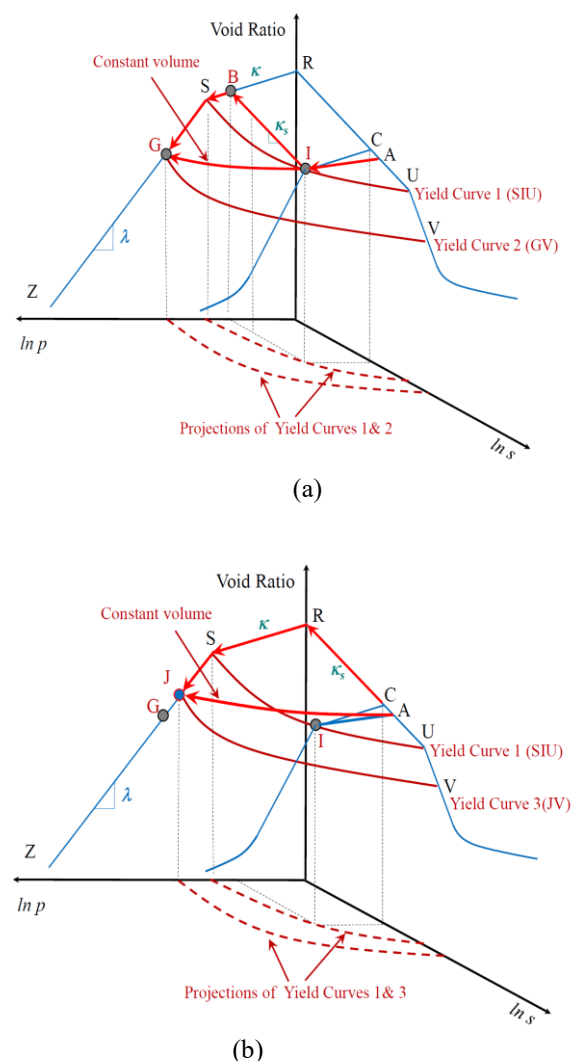 Void Ratio
R
Constant volume
κ
B
S
κs
G
I
C
A
U
Yield Curve 1 (SIU)
V
Yield Curve 2 (GV)
λ
Z
ln p
Projections of Yield Curves 1& 2
ln s
(a)
Void Ratio
Constant volume
R
κ
S
κs
J
G
C
A
I
U
Yield Curve 1 (SIU)
V
Yield Curve 3(JV)
λ
Z
ln p
Projections of Yield Curves 1& 3
ln s
(b)